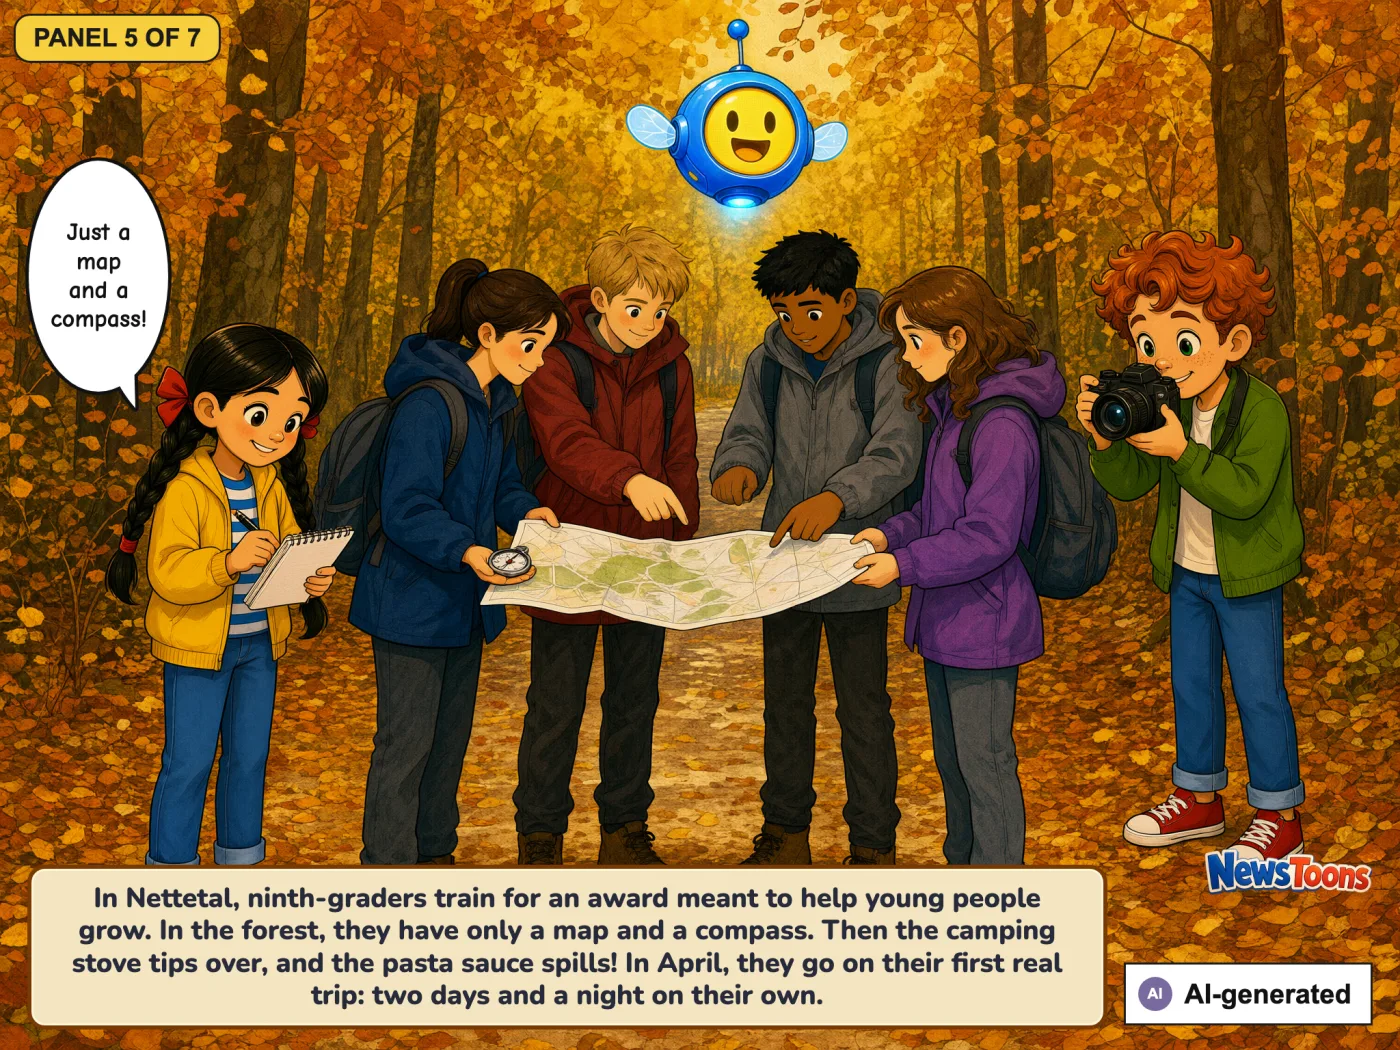 PANEL 5 OF 7
Just a
map
and a
compass!
In Nettetal, ninth-graders train for an award meant to help young people
grow. In the forest, they have only a map and a compass. Then the camping
stove tips over, and the pasta sauce spills! In April, they go on their first real
trip: two days and a night on their own.
NewsToons
AI AI-generated